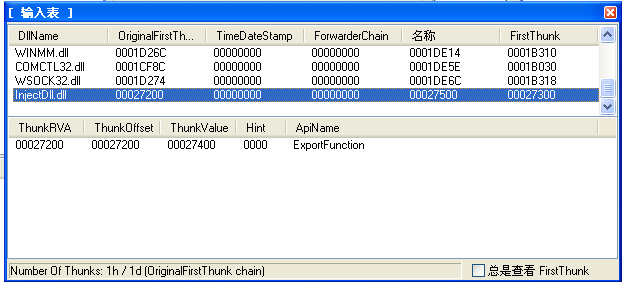 [ 输入表 ]
DllName OriginalFirstTh... TimeDateStamp ForwarderChain 名称 FirstThunk
WINMM.dll 0001D26C 00000000 00000000 0001DE14 0001B310
COMCTL32.dll 0001CF8C 00000000 00000000 0001DE5E 0001B030
WSOCK32.dll 0001D274 00000000 00000000 0001DE6C 0001B318
InjectDll.dll 00027200 00000000 00000000 00027500 00027300
ThunkRVA ThunkOffset ThunkValue Hint ApiName
00027200 00027200 00027400 0000 ExportFunction
Number Of Thunks: 1h / 1d (OriginalFirstThunk chain) 总是查看 FirstThunk